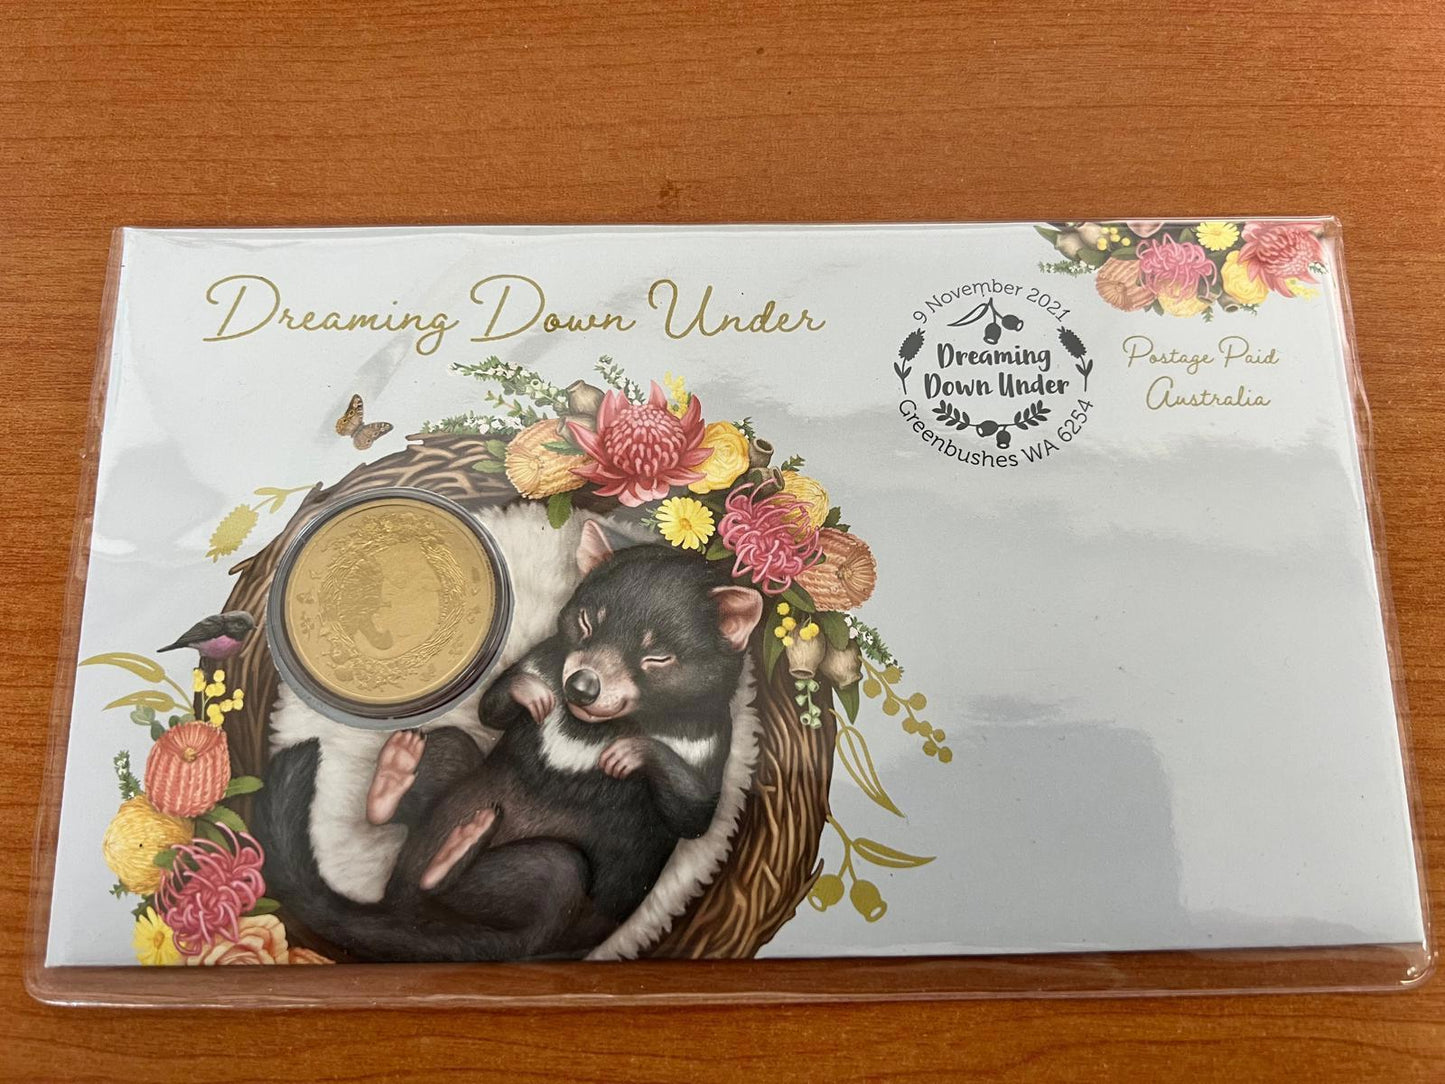 Dreaming Down Under
9 November 2021
Dreaming
Down Under
Greenbushes WA 6254
Postage Paid
Australia